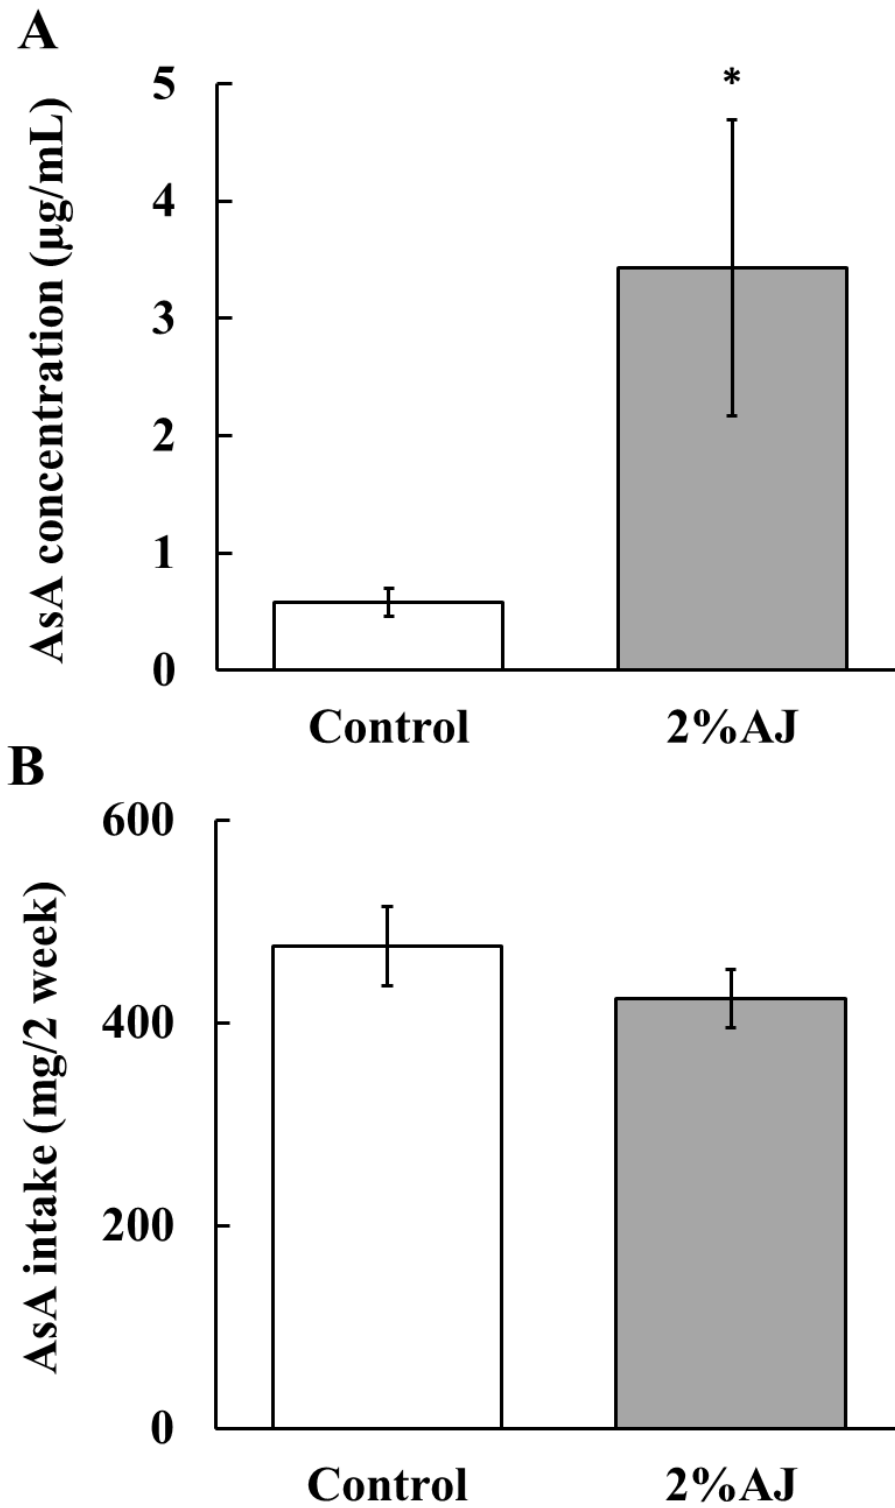 A
AsA concentration (μg/mL)
5
4
3
2
1
0
*
Control 2%AJ
B
AsA intake (mg/2 week)
600
400
200
0
Control 2%AJ